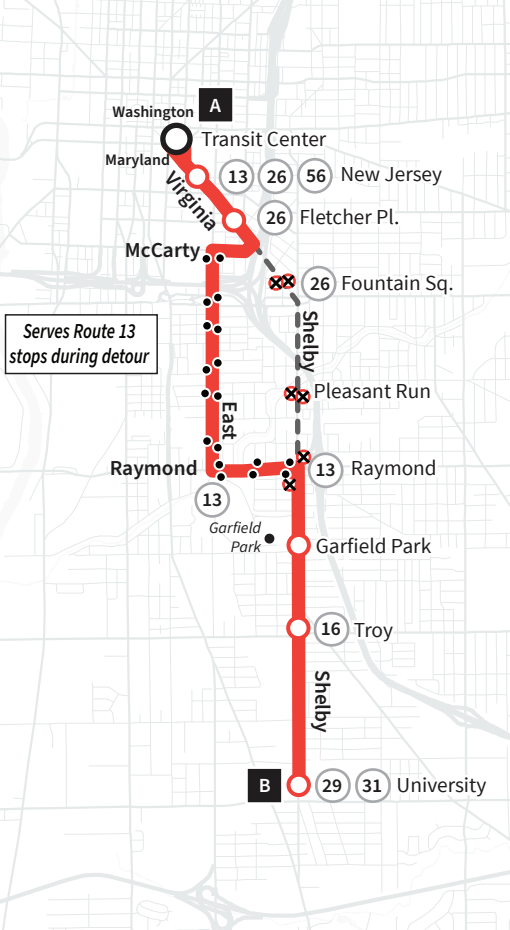 Washington
A
Transit Center
Maryland
13 26 56 New Jersey
Virginia
26 Fletcher Pl.
McCarty
26 Fountain Sq.
Serves Route 13
stops during detour
Shelby
Pleasant Run
East
Raymond
13 Raymond
13
Garfield
Park
Garfield Park
16 Troy
Shelby
B
29 31 University